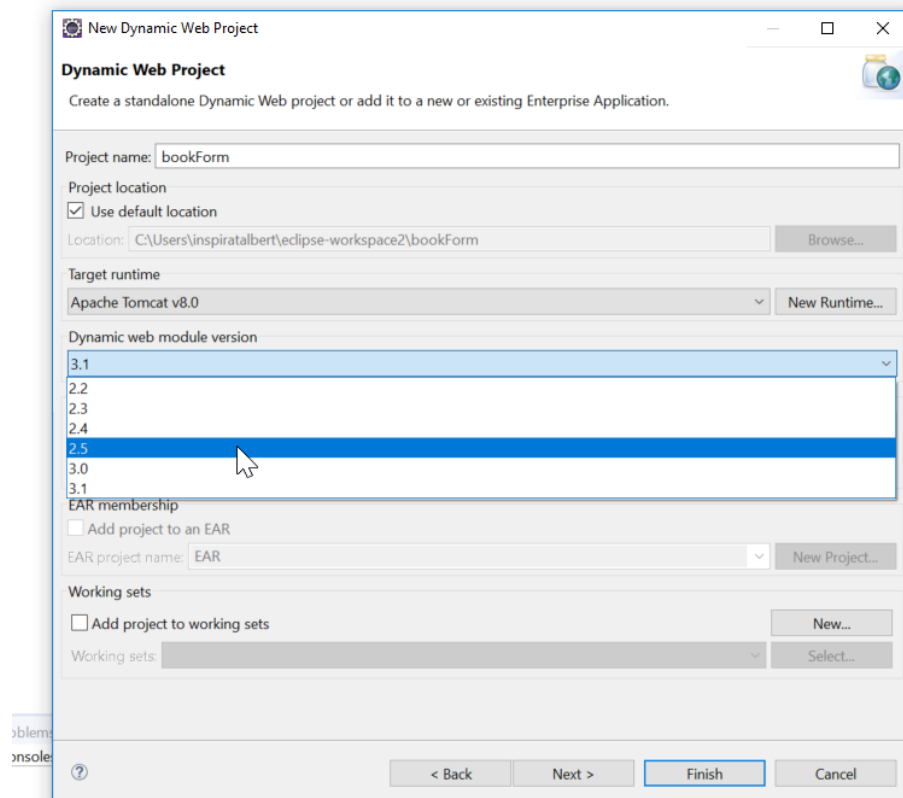 New Dynamic Web Project
Dynamic Web Project
Create a standalone Dynamic Web project or add it to a new or existing Enterprise Application.
Project name: bookForm
Project location
Use default location
Location: C:\Users\inspiratalbert\eclipse-workspace2\bookForm Browse...
Target runtime
Apache Tomcat v8.0 New Runtime...
Dynamic web module version
3.1
2.2
2.3
2.4
2.5
3.0
3.1
EAR membership
Add project to an EAR
EAR project name: EAR New Project...
Working sets
Add project to working sets New...
Working sets: Select...
oblems
onsole
? < Back Next > Finish Cancel